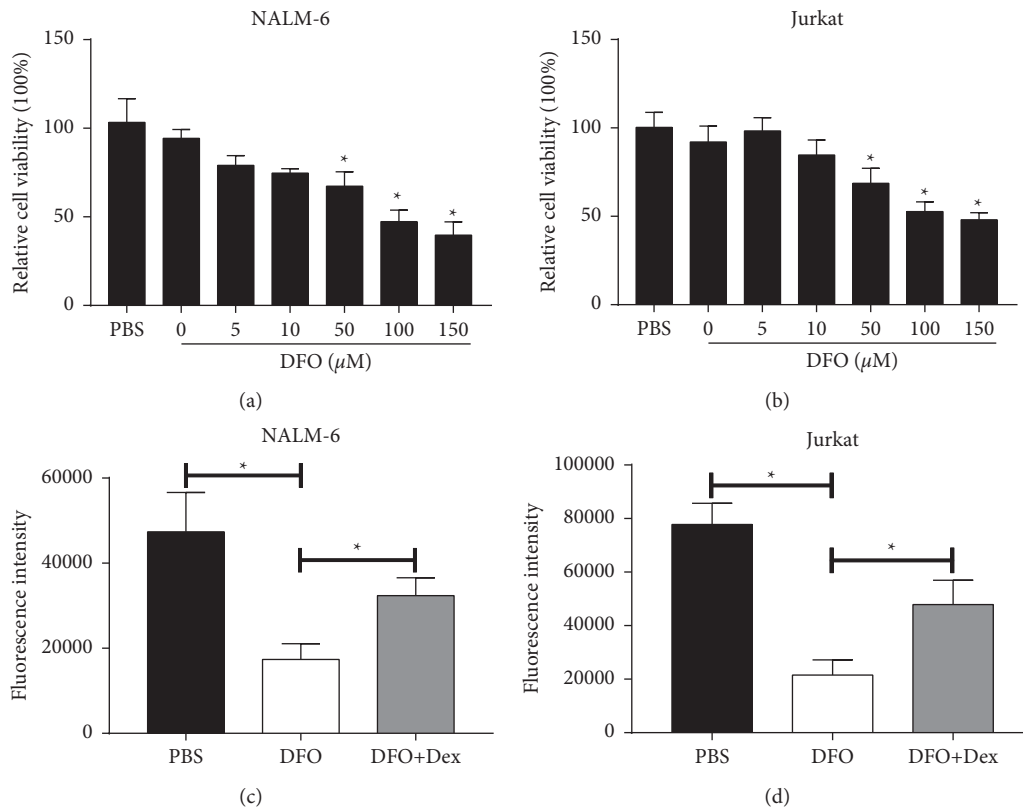 NALM-6
Relative cell viability (100%)
150
100
50
0
*
*
*
PBS 0 5 10 50 100 150
DFO (μM)
(a)
Jurkat
Relative cell viability (100%)
150
100
50
0
*
*
*
PBS 0 5 10 50 100 150
DFO (μM)
(b)
NALM-6
Fluorescence intensity
60000
40000
20000
0
*
*
PBS DFO DFO+Dex
(c)
Jurkat
Fluorescence intensity
100000
80000
60000
40000
20000
0
*
*
PBS DFO DFO+Dex
(d)